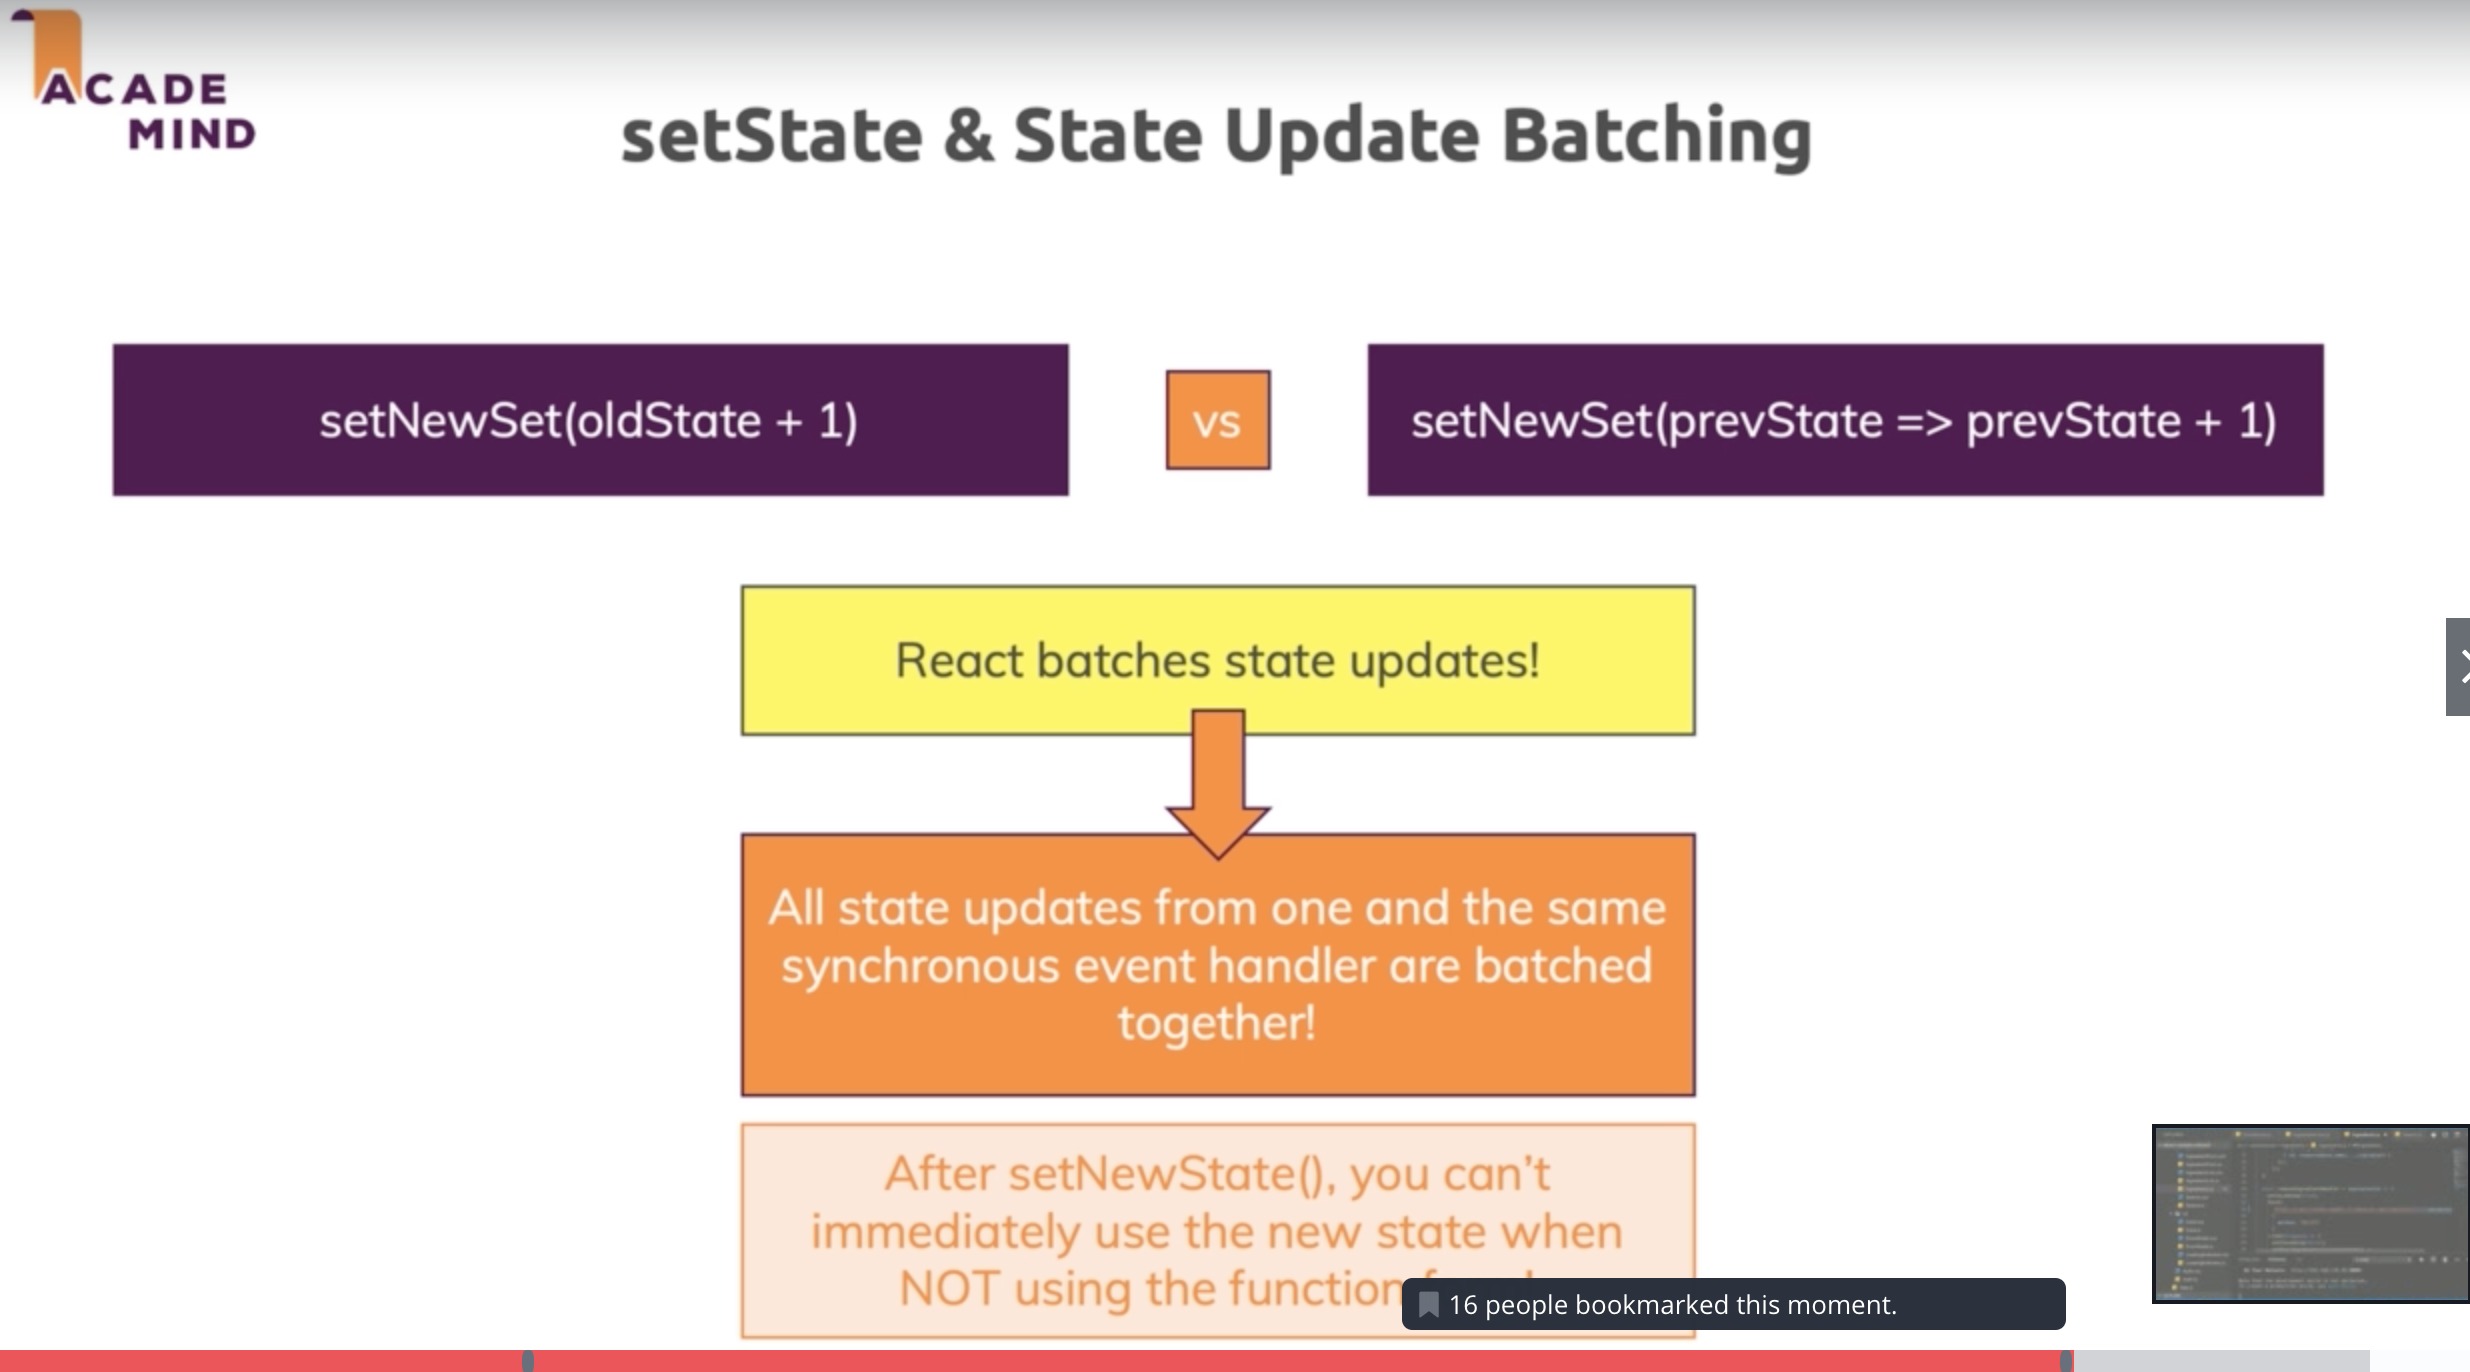 ACADE
MIND
setState & State Update Batching
setNewSet(oldState + 1)
vs
setNewSet(prevState => prevState + 1)
React batches state updates!
All state updates from one and the same
synchronous event handler are batched
together!
After setNewState(), you can't
immediately use the new state when
NOT using the function
16 people bookmarked this moment.